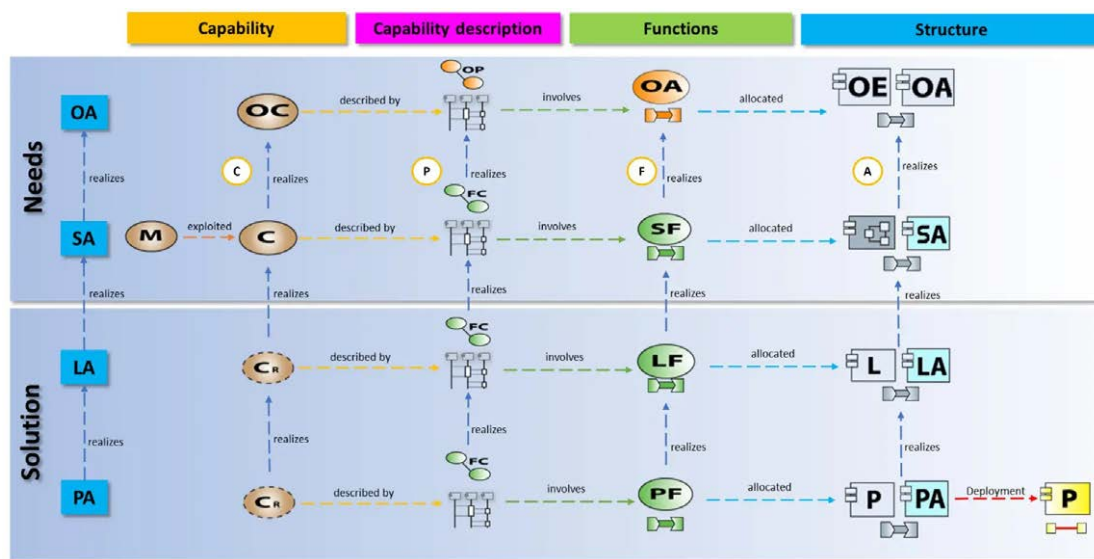 Capability
Capability description
Functions
Structure
Needs
OA
OC
described by
OP
involves
OA
allocated
OE
OA
realizes
C
realizes
P
realizes
F
realizes
A
realizes
SA
M
exploited
C
described by
FC
involves
SF
allocated
SA
realizes
realizes
realizes
realizes
realizes
Solution
LA
CR
described by
FC
involves
LF
allocated
L
LA
realizes
realizes
realizes
realizes
realizes
PA
CR
described by
FC
involves
PF
allocated
P
PA
Deployment
P